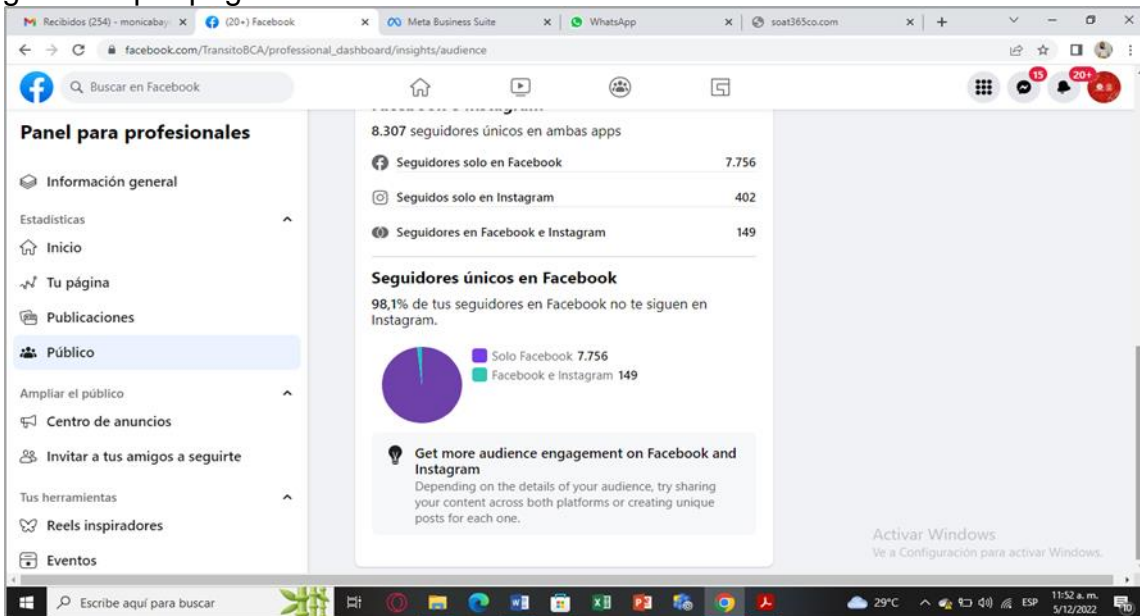 Recibidos (254) - monicabay
(20+) Facebook
Meta Business Suite
WhatsApp
soat365co.com
facebook.com/TransitoBCA/professional_dashboard/insights/audience
Buscar en Facebook
15
20+
Panel para profesionales
Información general
Estadísticas
Inicio
Tu página
Publicaciones
Público
Ampliar el público
Centro de anuncios
Invitar a tus amigos a seguirte
Tus herramientas
Reels inspiradores
Eventos
8.307 seguidores únicos en ambas apps
Seguidores solo en Facebook 7.756
Seguidos solo en Instagram 402
Seguidores en Facebook e Instagram 149
Seguidores únicos en Facebook
98,1% de tus seguidores en Facebook no te siguen en
Instagram.
Solo Facebook 7.756
Facebook e Instagram 149
Get more audience engagement on Facebook and
Instagram
Depending on the details of your audience, try sharing
your content across both platforms or creating unique
posts for each one.
Activar Windows
Ve a Configuración para activar Windows.
Escribe aquí para buscar
29°C
ESP
11:52 a. m.
5/12/2022